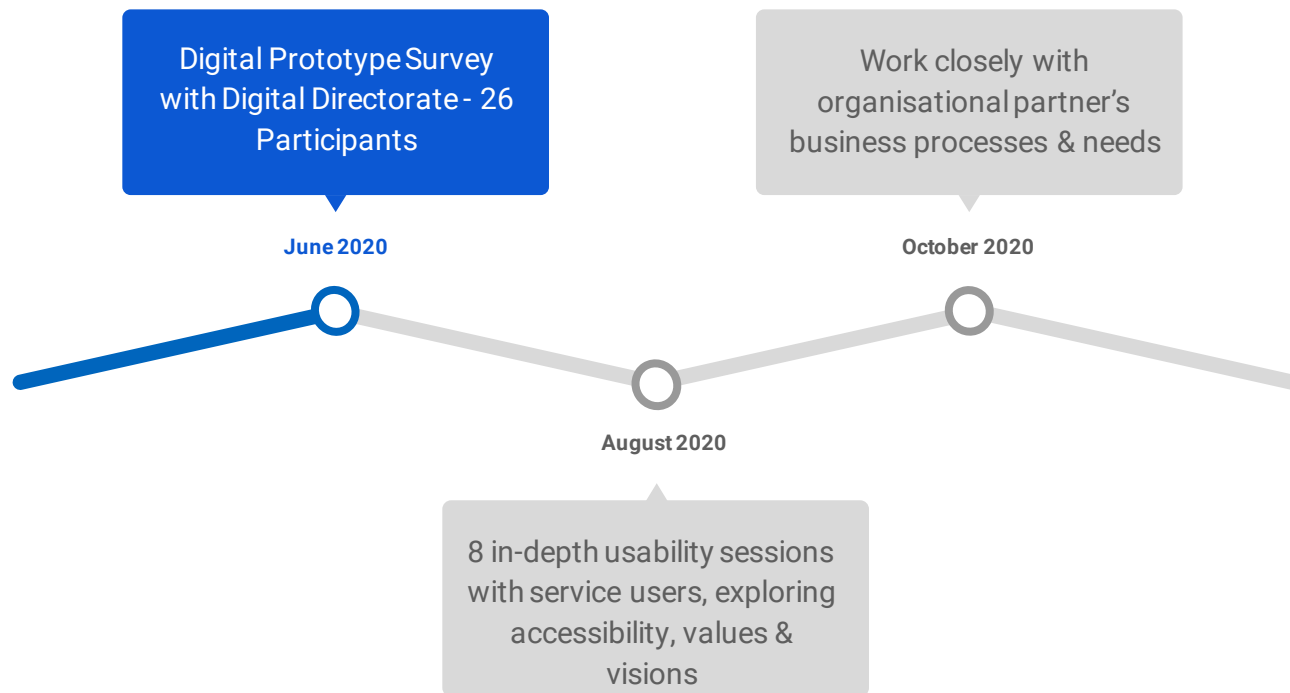 Digital Prototype Survey
with Digital Directorate - 26
Participants
June 2020
Work closely with
organisational partner's
business processes & needs
October 2020
August 2020
8 in-depth usability sessions
with service users, exploring
accessibility, values &
visions